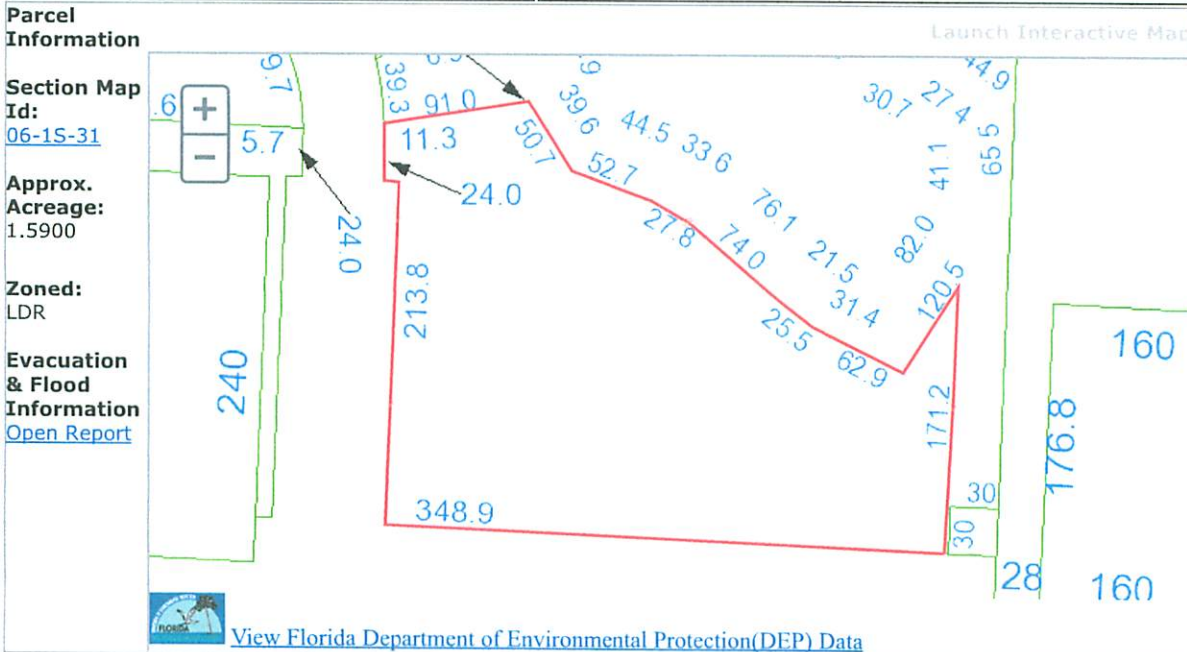 Parcel
Information
Launch Interactive Map
Section Map
Id:
06-1S-31
Approx.
Acreage:
1.5900
Zoned:
LDR
Evacuation
& Flood
Information
Open Report
.6
+
−
5.7
9.7
24.0
240
39.3
91.0
11.3
24.0
213.8
348.9
50.7
52.7
27.8
74.0
25.5
62.9
120.5
171.2
39.6
44.5
33.6
76.1
21.5
31.4
82.0
41.1
30.7
27.4
44.9
65.5
30
30
28
160
176.8
160
FLORIDA
View Florida Department of Environmental Protection(DEP) Data